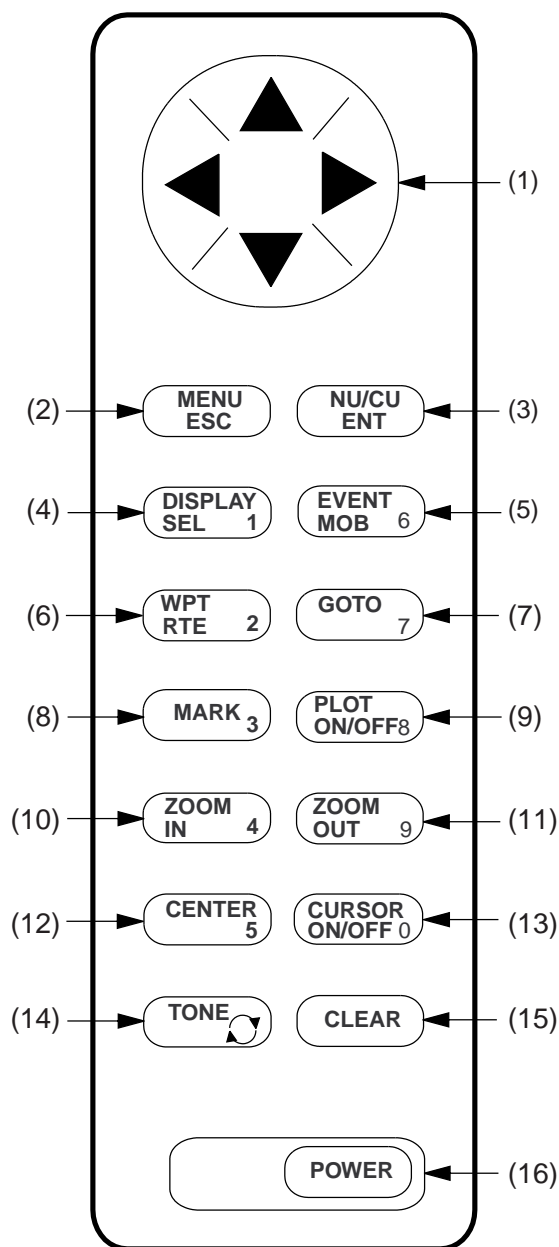 (1)
(2)
MENU
ESC
NU/CU
ENT
(3)
(4)
DISPLAY
SEL 1
EVENT
MOB 6
(5)
(6)
WPT
RTE 2
GOTO
7
(7)
(8)
MARK 3
PLOT
ON/OFF 8
(9)
(10)
ZOOM
IN 4
ZOOM
OUT 9
(11)
(12)
CENTER
5
CURSOR
ON/OFF 0
(13)
(14)
TONE
CLEAR
(15)
POWER
(16)